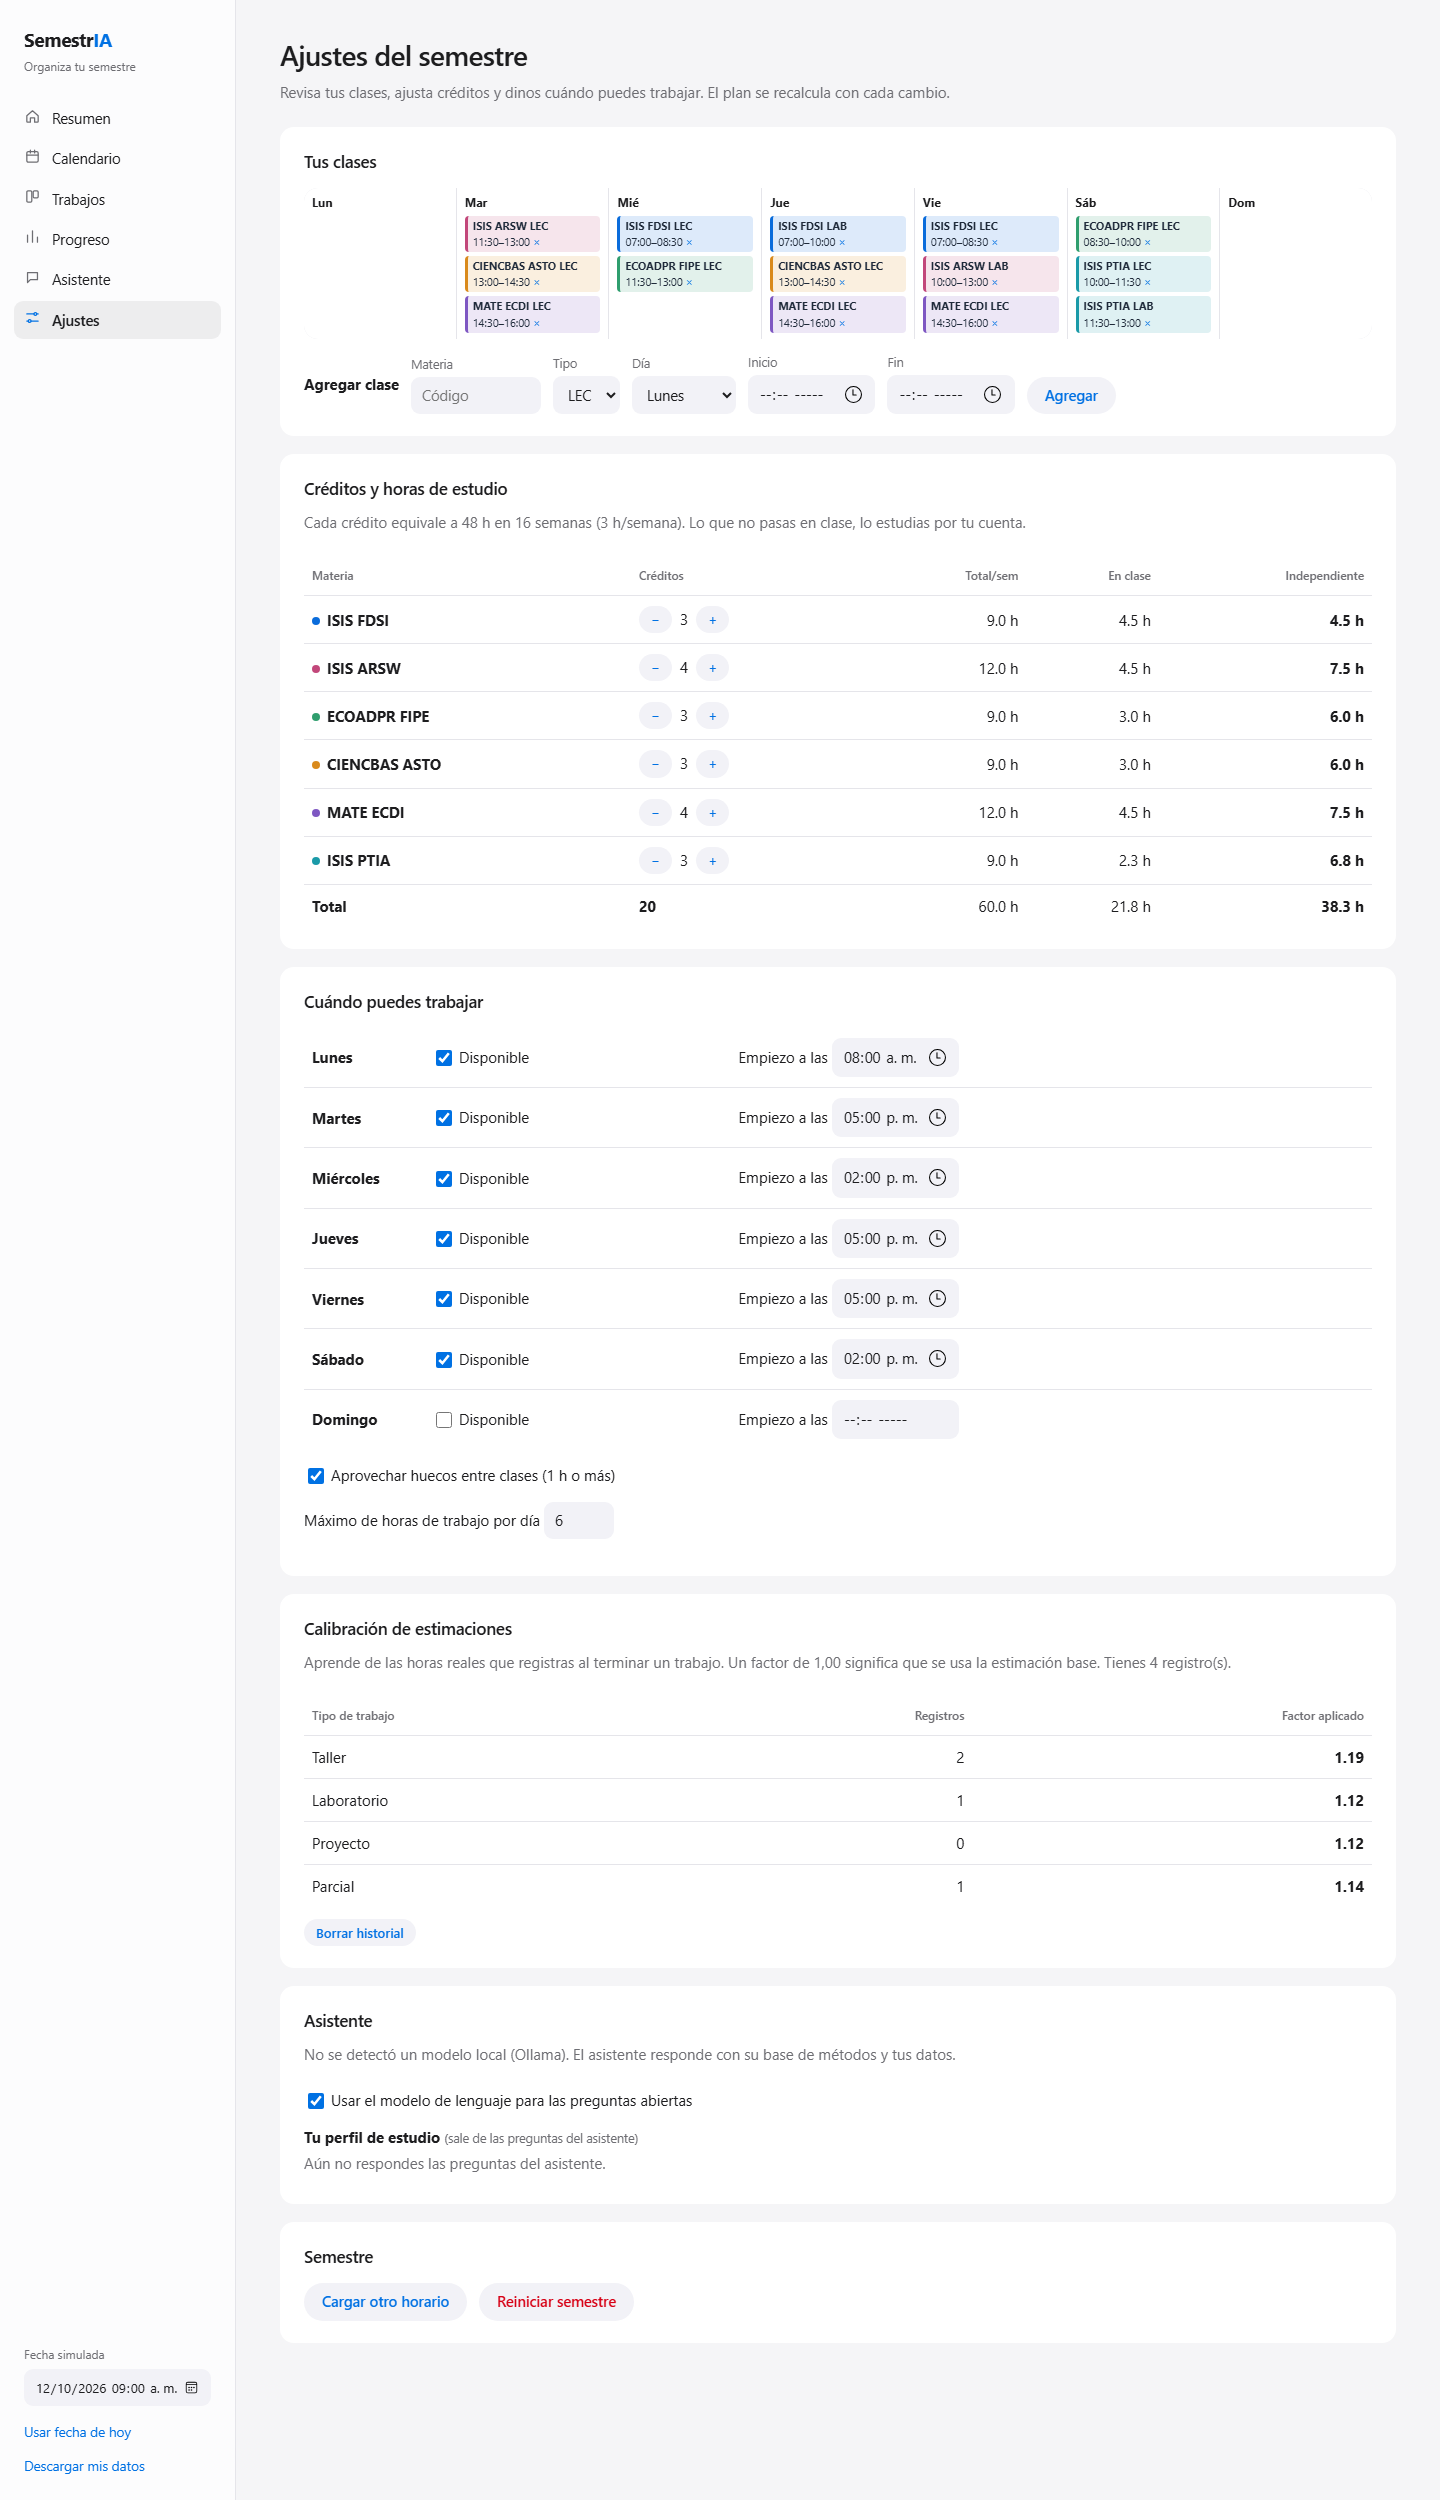 SemestrIA
Organiza tu semestre
Resumen
Calendario
Trabajos
Progreso
Asistente
Ajustes
Ajustes del semestre
Revisa tus clases, ajusta créditos y dinos cuándo puedes trabajar. El plan se recalcula con cada cambio.
Tus clases
Lun
Mar
ISIS ARSW LEC
11:30–13:00 ×
CIENCBAS ASTO LEC
13:00–14:30 ×
MATE ECDI LEC
14:30–16:00 ×
Mié
ISIS FDSI LEC
07:00–08:30 ×
ECOADPR FIPE LEC
11:30–13:00 ×
Jue
ISIS FDSI LAB
07:00–10:00 ×
CIENCBAS ASTO LEC
13:00–14:30 ×
MATE ECDI LEC
14:30–16:00 ×
Vie
ISIS FDSI LEC
07:00–08:30 ×
ISIS ARSW LAB
10:00–13:00 ×
MATE ECDI LEC
14:30–16:00 ×
Sáb
ECOADPR FIPE LEC
08:30–10:00 ×
ISIS PTIA LEC
10:00–11:30 ×
ISIS PTIA LAB
11:30–13:00 ×
Dom
Agregar clase
Materia
Código
Tipo
LEC
Día
Lunes
Inicio
--:-- -----
Fin
--:-- -----
Agregar
Créditos y horas de estudio
Cada crédito equivale a 48 h en 16 semanas (3 h/semana). Lo que no pasas en clase, lo estudias por tu cuenta.
Materia Créditos Total/sem En clase Independiente
ISIS FDSI − 3 + 9.0 h 4.5 h 4.5 h
ISIS ARSW − 4 + 12.0 h 4.5 h 7.5 h
ECOADPR FIPE − 3 + 9.0 h 3.0 h 6.0 h
CIENCBAS ASTO − 3 + 9.0 h 3.0 h 6.0 h
MATE ECDI − 4 + 12.0 h 4.5 h 7.5 h
ISIS PTIA − 3 + 9.0 h 2.3 h 6.8 h
Total 20 60.0 h 21.8 h 38.3 h
Cuándo puedes trabajar
Lunes Disponible Empiezo a las 08:00 a. m.
Martes Disponible Empiezo a las 05:00 p. m.
Miércoles Disponible Empiezo a las 02:00 p. m.
Jueves Disponible Empiezo a las 05:00 p. m.
Viernes Disponible Empiezo a las 05:00 p. m.
Sábado Disponible Empiezo a las 02:00 p. m.
Domingo Disponible Empiezo a las --:-- -----
Aprovechar huecos entre clases (1 h o más)
Máximo de horas de trabajo por día 6
Calibración de estimaciones
Aprende de las horas reales que registras al terminar un trabajo. Un factor de 1,00 significa que se usa la estimación base. Tienes 4 registro(s).
Tipo de trabajo Registros Factor aplicado
Taller 2 1.19
Laboratorio 1 1.12
Proyecto 0 1.12
Parcial 1 1.14
Borrar historial
Asistente
No se detectó un modelo local (Ollama). El asistente responde con su base de métodos y tus datos.
Usar el modelo de lenguaje para las preguntas abiertas
Tu perfil de estudio (sale de las preguntas del asistente)
Aún no respondes las preguntas del asistente.
Semestre
Cargar otro horario
Reiniciar semestre
Fecha simulada
12/10/2026 09:00 a. m.
Usar fecha de hoy
Descargar mis datos